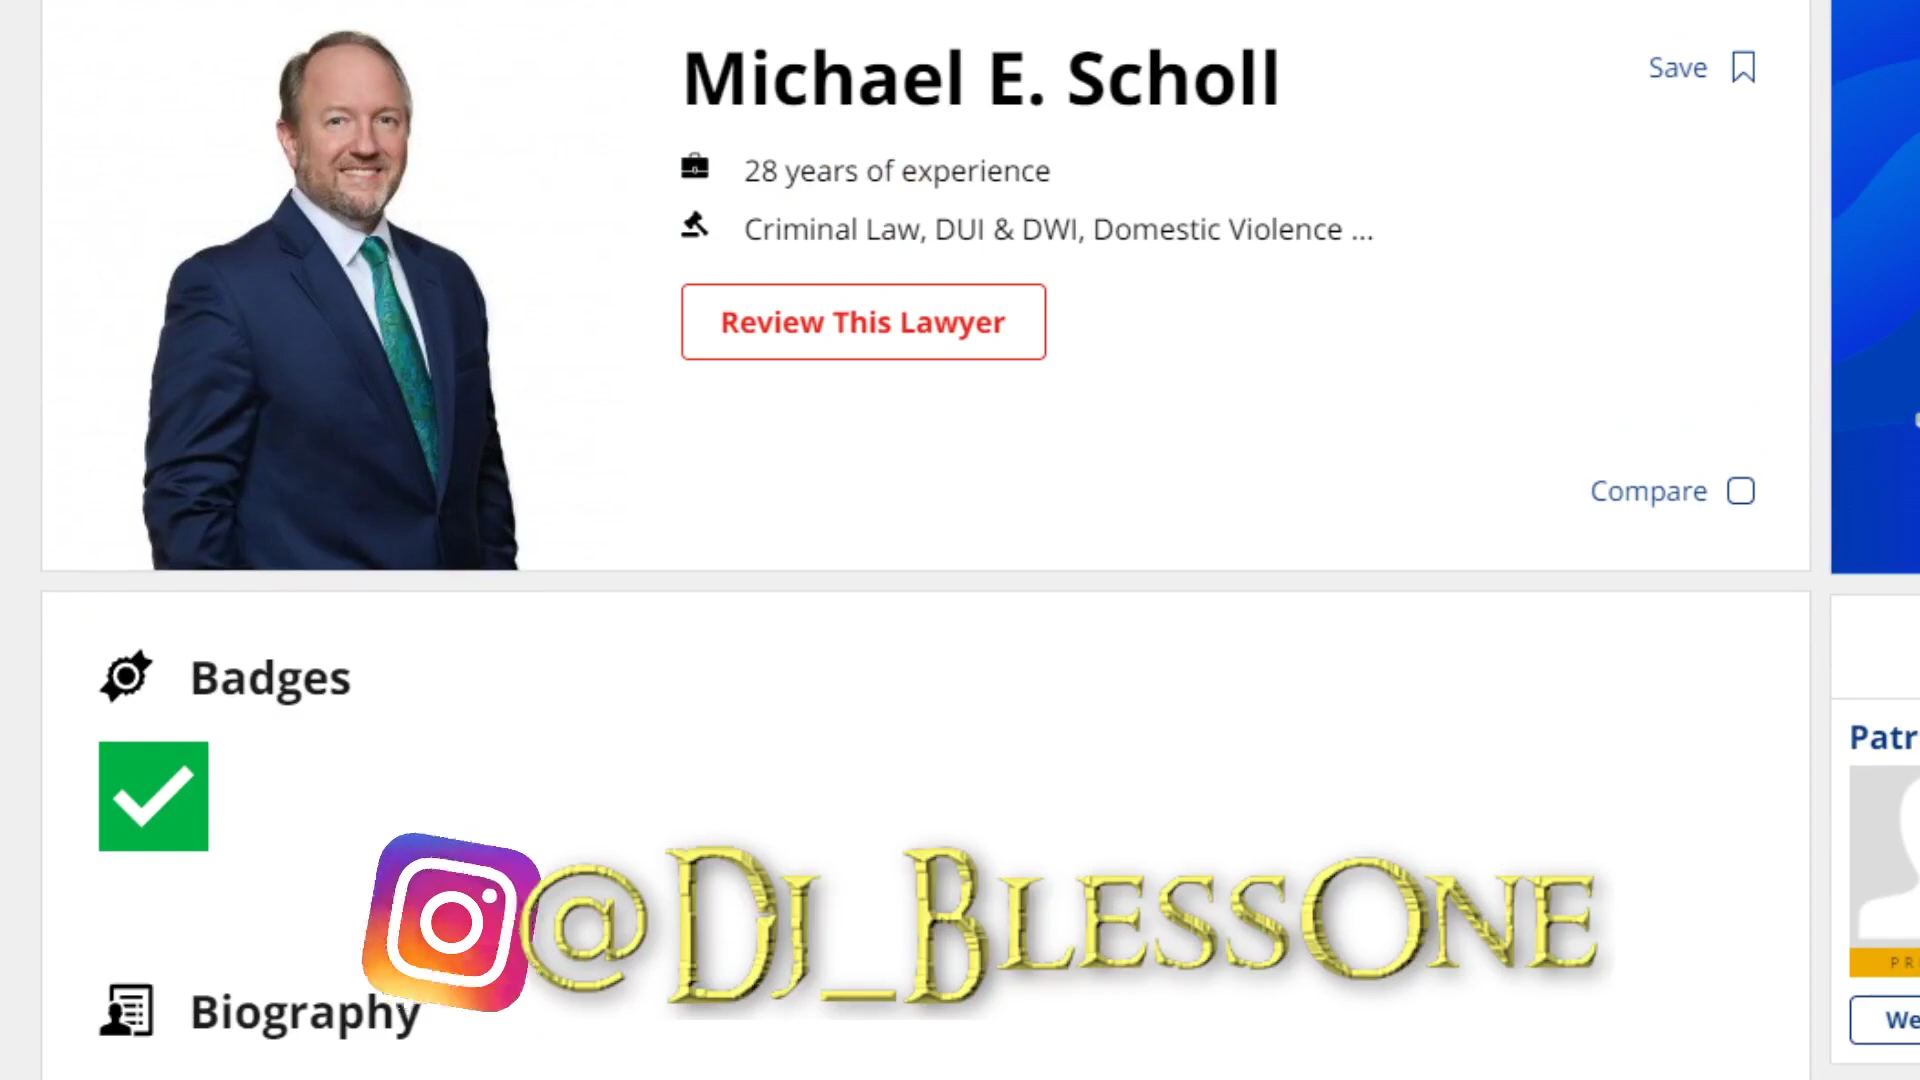 Michael E. Scholl
Save
28 years of experience
Criminal Law, DUI & DWI, Domestic Violence ...
Review This Lawyer
Compare
Badges
Patr
@Dj_BlessOne
PR
Biography
We